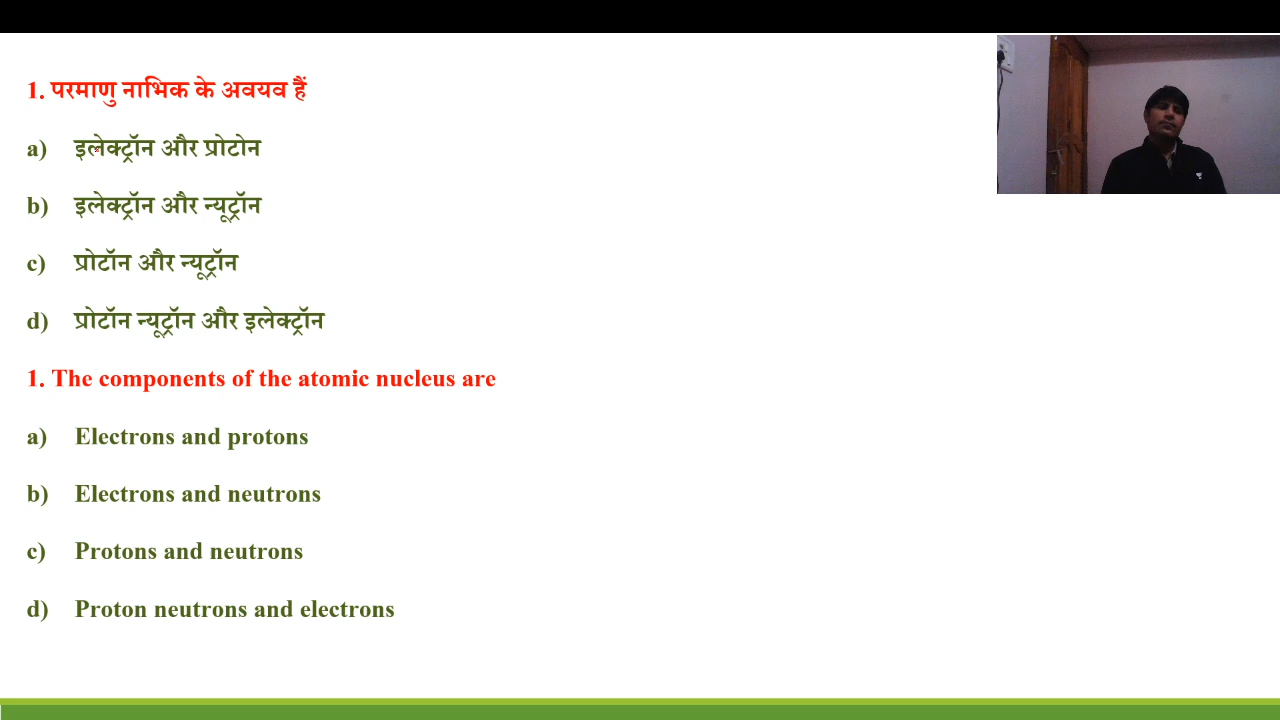 1. परमाणु नाभिक के अवयव हैं
a) इलेक्ट्रॉन और प्रोटोन
b) इलेक्ट्रॉन और न्यूट्रॉन
c) प्रोटॉन और न्यूट्रॉन
d) प्रोटॉन न्यूट्रॉन और इलेक्ट्रॉन
1. The components of the atomic nucleus are
a) Electrons and protons
b) Electrons and neutrons
c) Protons and neutrons
d) Proton neutrons and electrons